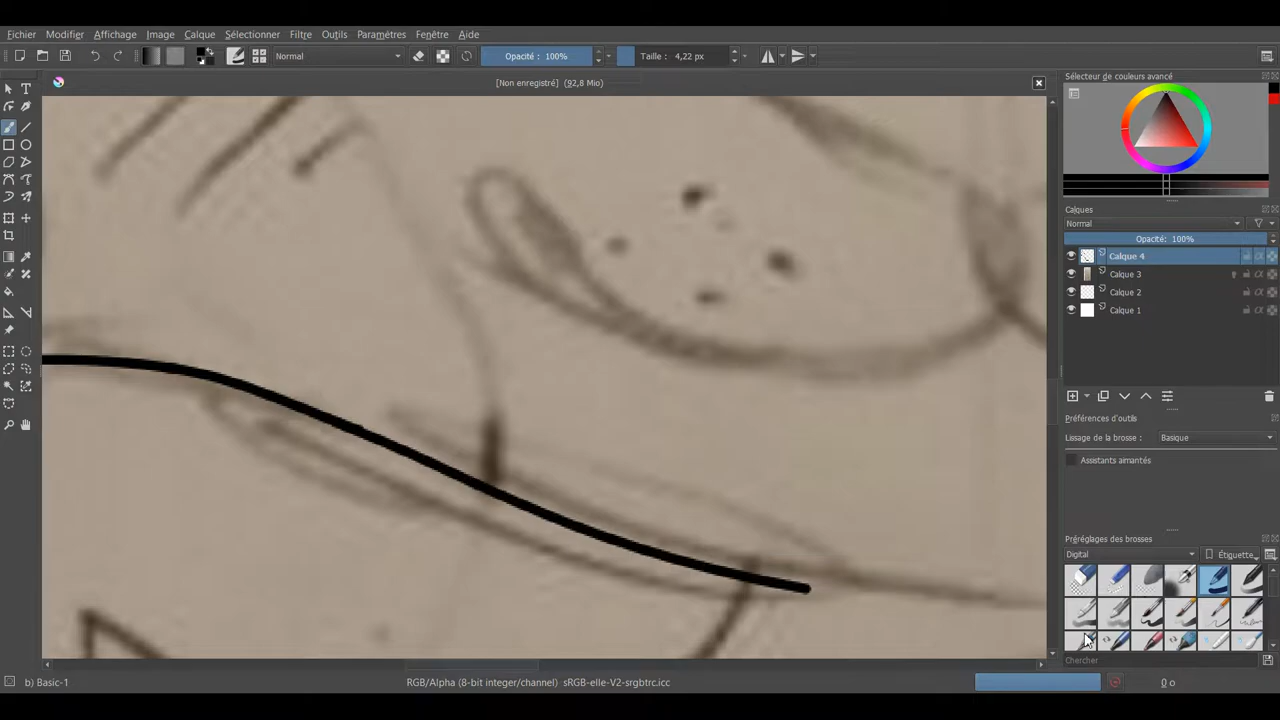 Fichier Modifier Affichage Image Calque Sélectionner Filtre Outils Paramètres Fenêtre Aide
Normal Opacité : 100% Taille : 4,22 px
[Non enregistré] (92,8 Mio)
Sélecteur de couleurs avancé
Calques
Normal
Opacité: 100%
Calque 4
Calque 3
Calque 2
Calque 1
Préférences d'outils
Lissage de la brosse : Basique
Assistants aimantés
Préréglages des brosses
Digital Étiquette
Chercher
b) Basic-1 RGB/Alpha (8-bit integer/channel) sRGB-elle-V2-srgbtrc.icc 0 o